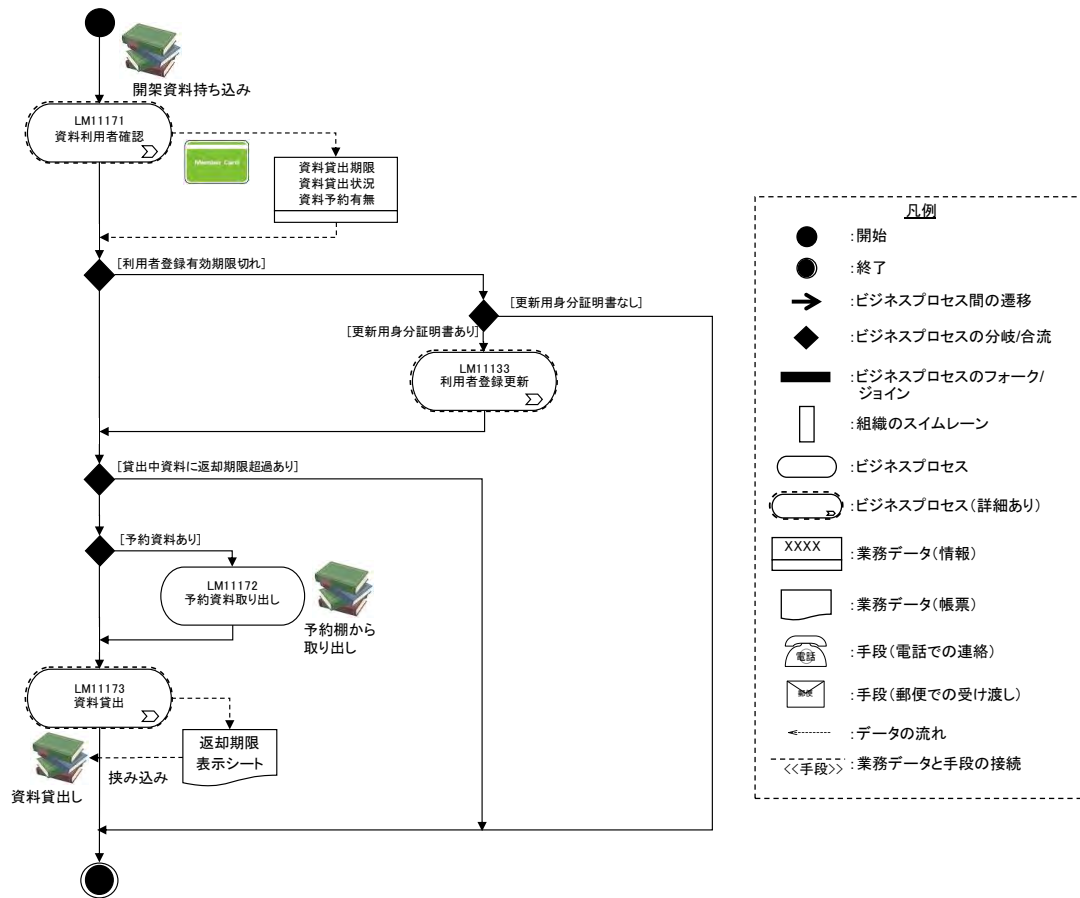 開架資料持ち込み
LM11171
資料利用者確認
Member Card
資料貸出期限
資料貸出状況
資料予約有無
[利用者登録有効期限切れ]
[更新用身分証明書なし]
[更新用身分証明書あり]
LM11133
利用者登録更新
[貸出中資料に返却期限超過あり]
[予約資料あり]
LM11172
予約資料取り出し
予約棚から
取り出し
LM11173
資料貸出
返却期限
表示シート
挟み込み
資料貸出し
凡例
:開始
:終了
:ビジネスプロセス間の遷移
:ビジネスプロセスの分岐/合流
:ビジネスプロセスのフォーク/
ジョイン
:組織のスイムレーン
:ビジネスプロセス
:ビジネスプロセス(詳細あり)
XXXX
:業務データ(情報)
:業務データ(帳票)
電話
:手段(電話での連絡)
郵便
:手段(郵便での受け渡し)
:データの流れ
<<手段>>
:業務データと手段の接続